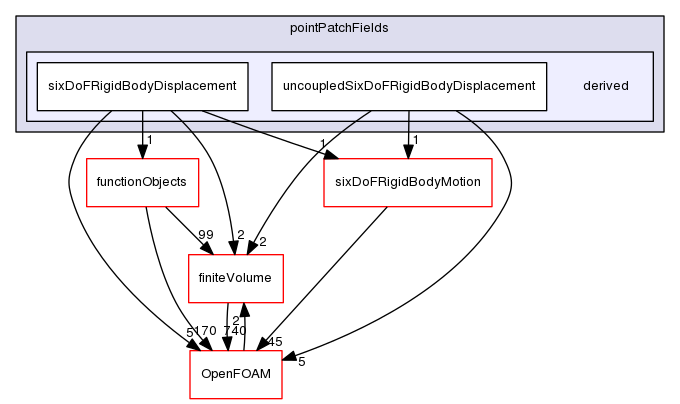 pointPatchFields
sixDoFRigidBodyDisplacement
uncoupledSixDoFRigidBodyDisplacement
derived
1
1
1
functionObjects
sixDoFRigidBodyMotion
99
2
2
finiteVolume
5
170
2
740
45
5
OpenFOAM